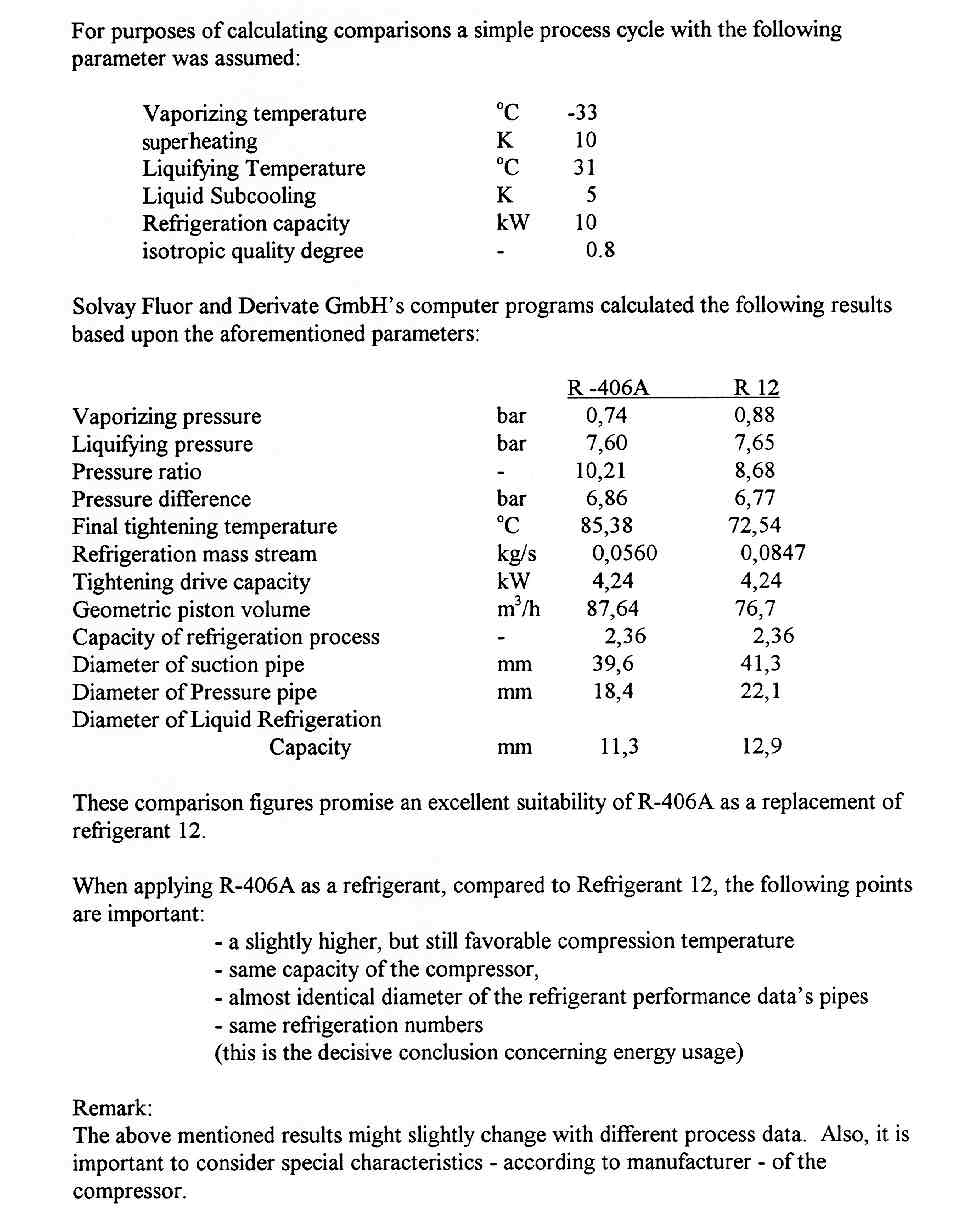 For purposes of calculating comparisons a simple process cycle with the following
parameter was assumed:
Vaporizing temperature °C -33
superheating K 10
Liquifying Temperature °C 31
Liquid Subcooling K 5
Refrigeration capacity kW 10
isotropic quality degree - 0.8
Solvay Fluor and Derivate GmbH's computer programs calculated the following results
based upon the aforementioned parameters:
R -406A R 12
Vaporizing pressure bar 0,74 0,88
Liquifying pressure bar 7,60 7,65
Pressure ratio - 10,21 8,68
Pressure difference bar 6,86 6,77
Final tightening temperature °C 85,38 72,54
Refrigeration mass stream kg/s 0,0560 0,0847
Tightening drive capacity kW 4,24 4,24
Geometric piston volume m³/h 87,64 76,7
Capacity of refrigeration process - 2,36 2,36
Diameter of suction pipe mm 39,6 41,3
Diameter of Pressure pipe mm 18,4 22,1
Diameter of Liquid Refrigeration
Capacity mm 11,3 12,9
These comparison figures promise an excellent suitability of R-406A as a replacement of
refrigerant 12.
When applying R-406A as a refrigerant, compared to Refrigerant 12, the following points
are important:
- a slightly higher, but still favorable compression temperature
- same capacity of the compressor,
- almost identical diameter of the refrigerant performance data's pipes
- same refrigeration numbers
(this is the decisive conclusion concerning energy usage)
Remark:
The above mentioned results might slightly change with different process data. Also, it is
important to consider special characteristics - according to manufacturer - of the
compressor.